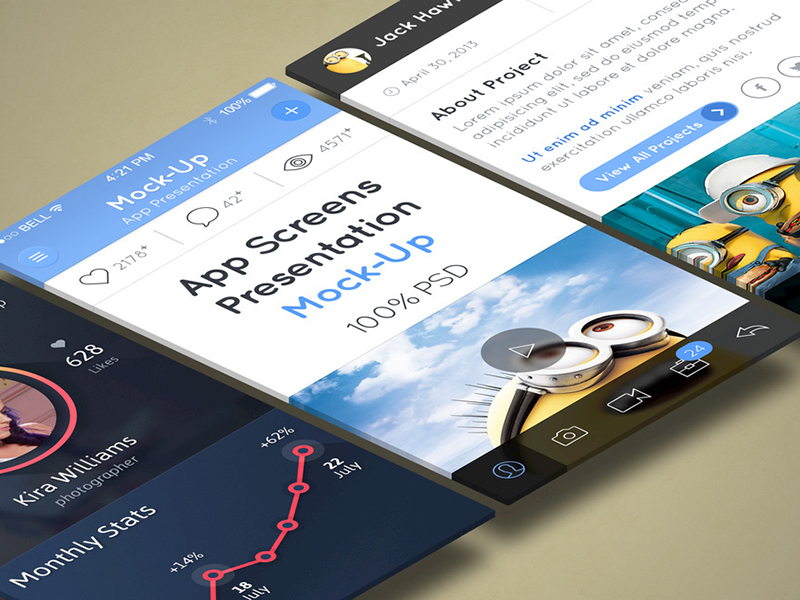 628
Likes
Kira Williams
photographer
Monthly Stats
+62%
22
July
+14%
18
July
BELL
4:21 PM
100%
Mock-Up
App Presentation
2178+
42+
4571+
App Screens
Presentation
Mock-Up
100% PSD
24
Jack
April 30, 2013
About Project
Lorem ipsum dolor sit amet,
adipisicing elit, sed do eiusmod
incididunt ut labore et dolore magna.
Ut enim ad minim veniam, quis nostrud
exercitation ullamco laboris nisi,
View All Projects
f